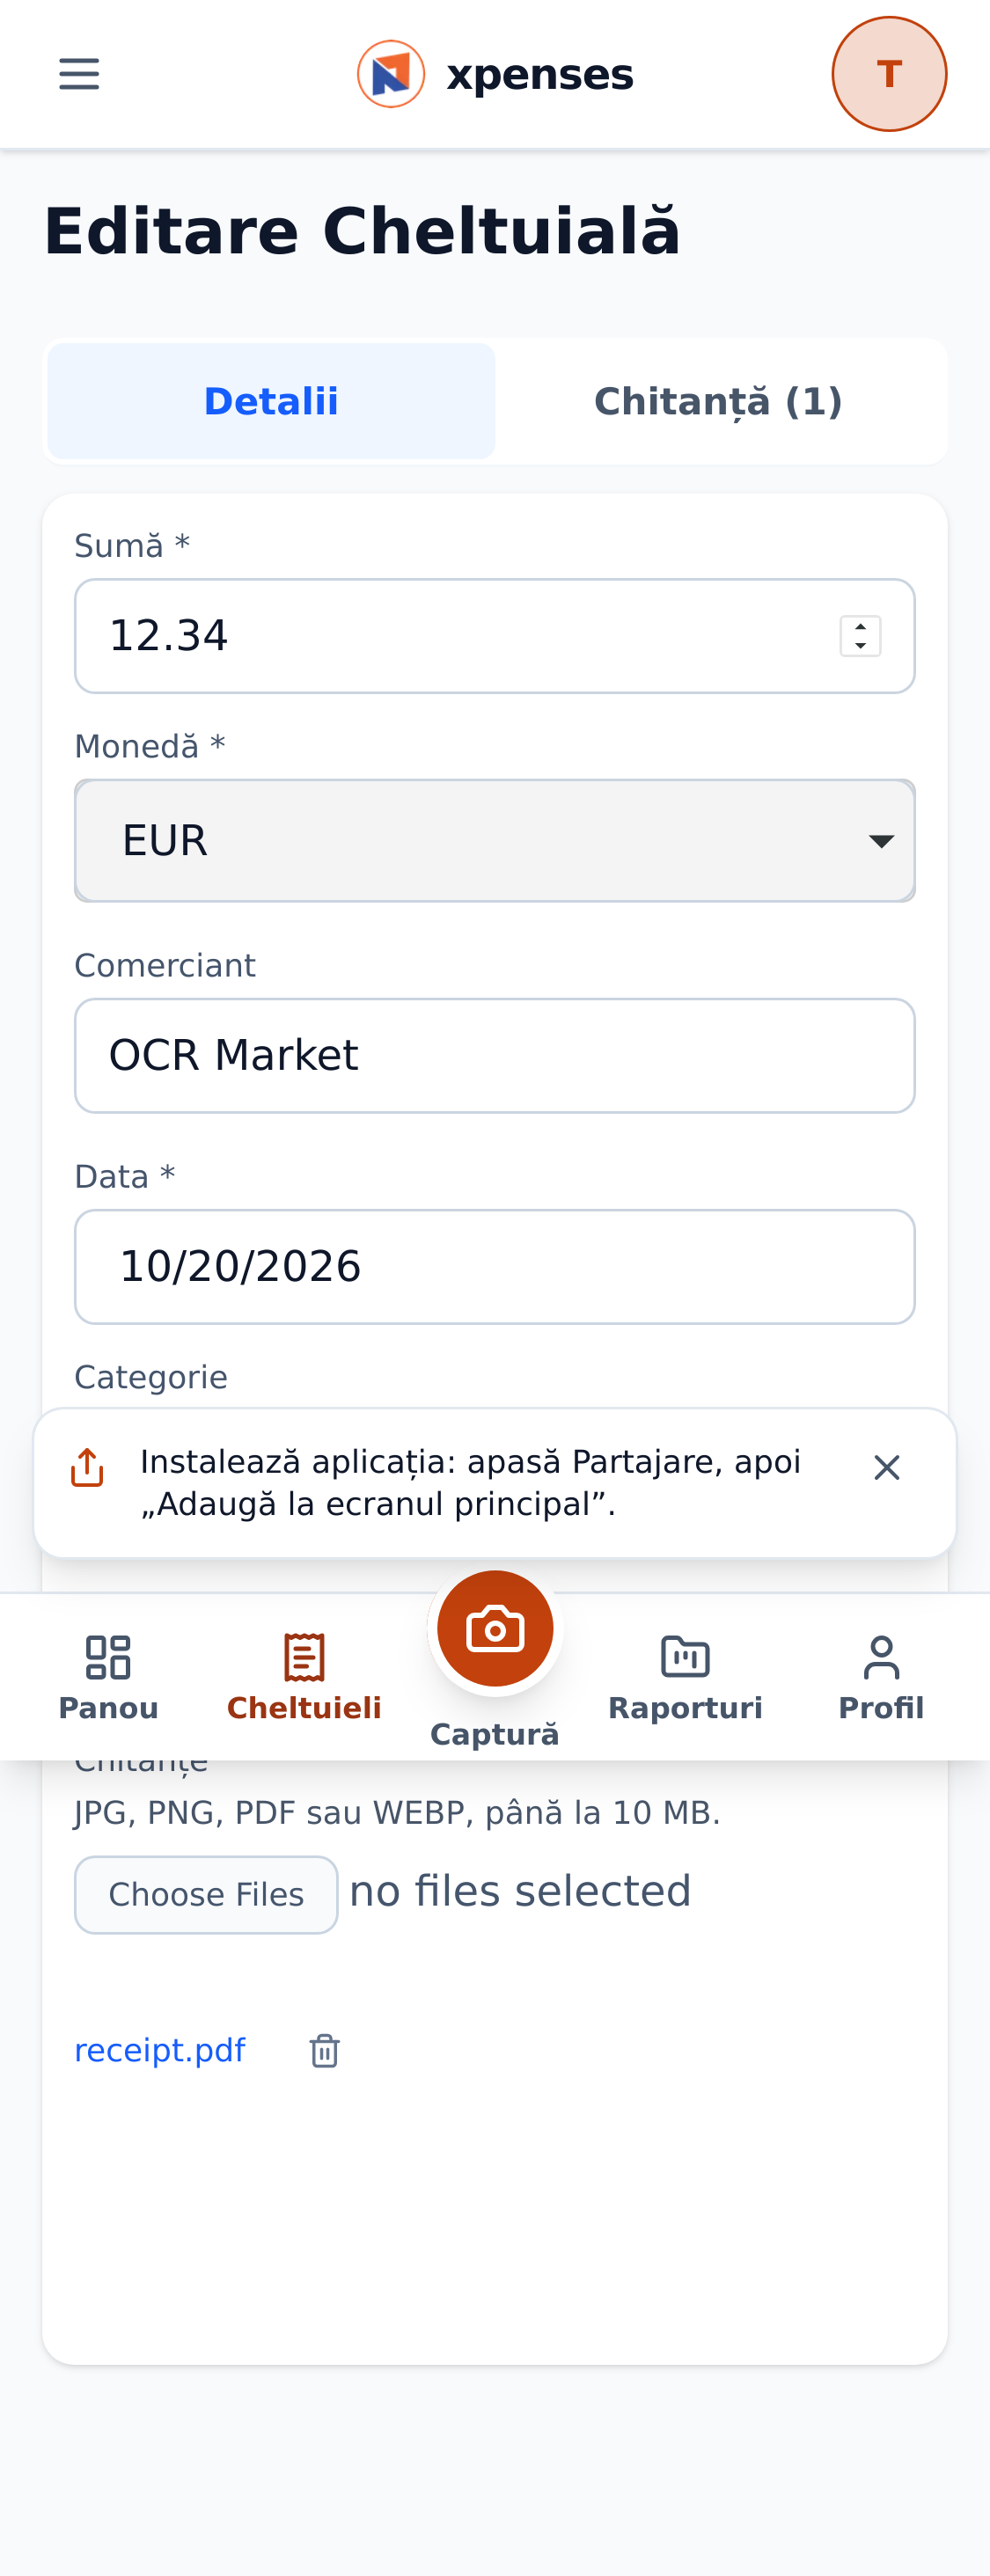 xpenses
T
Editare Cheltuială
Detalii
Chitanță (1)
Sumă *
12.34
Monedă *
EUR
Comerciant
OCR Market
Data *
10/20/2026
Categorie
Instalează aplicația: apasă Partajare, apoi
„Adaugă la ecranul principal”.
Panou
Cheltuieli
Captură
Raporturi
Profil
Chitanțe
JPG, PNG, PDF sau WEBP, până la 10 MB.
Choose Files
no files selected
receipt.pdf